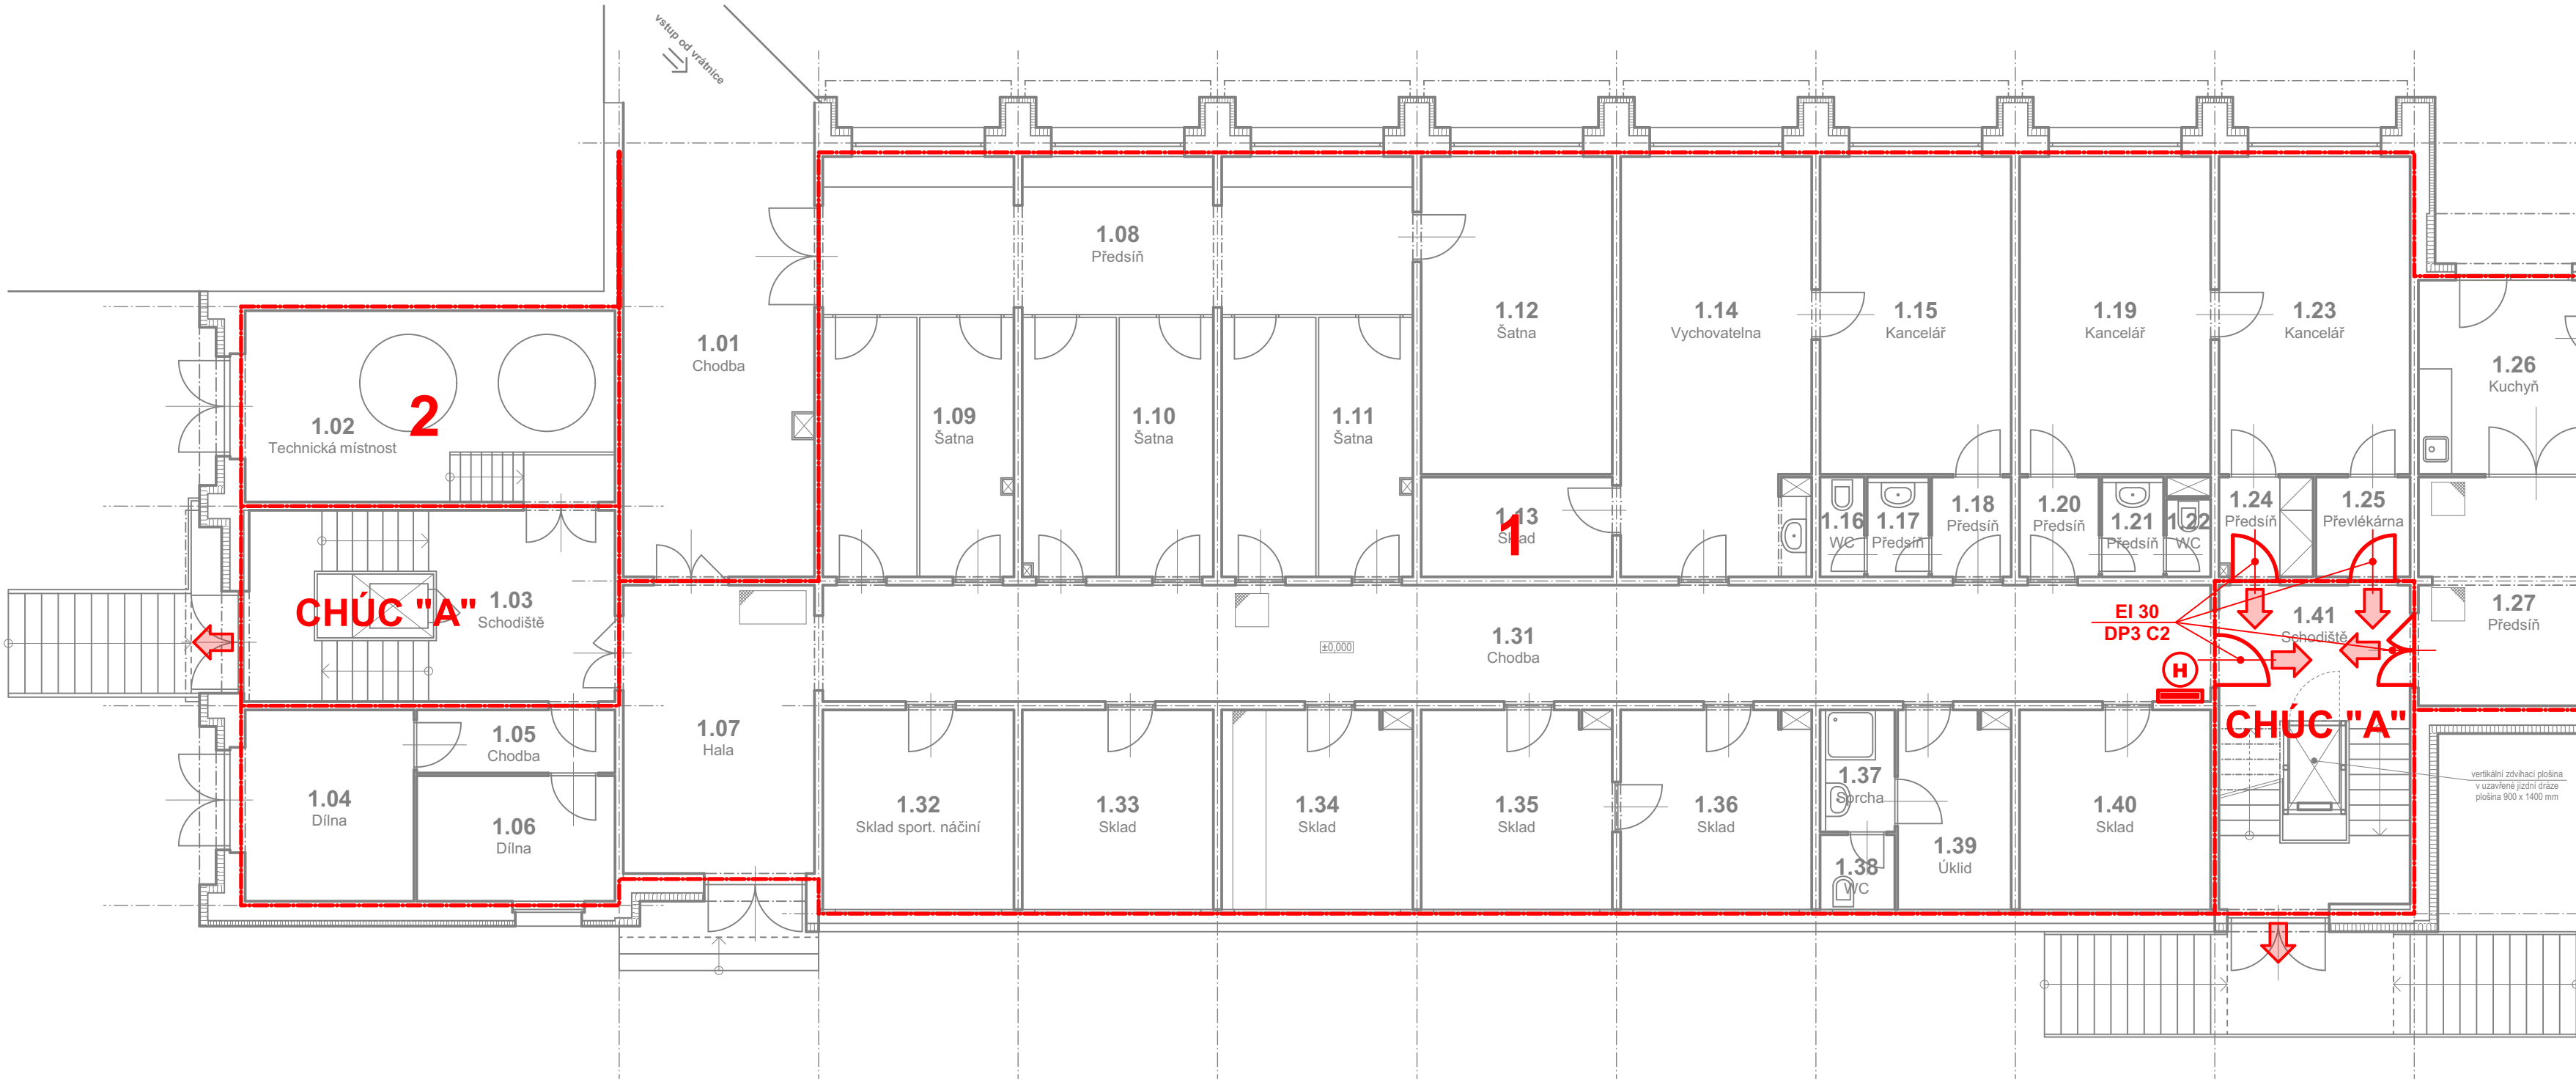 vstup od vrátnice
1.08
Předsíň
1.01
Chodba
1.12
Šatna
1.14
Vychovatelna
1.15
Kancelář
1.19
Kancelář
1.23
Kancelář
1.26
Kuchyň
1.02
Technická místnost
2
1.09
Šatna
1.10
Šatna
1.11
Šatna
1.13
Sklad
1
1.16
WC
1.17
Předsíň
1.18
Předsíň
1.20
Předsíň
1.21
Předsíň
1.22
WC
1.24
Předsíň
1.25
Převlékárna
CHÚC "A"
1.03
Schodiště
EI 30
DP3 C2
H
1.41
Schodiště
1.27
Předsíň
1.31
Chodba
±0,000
CHÚC "A"
1.05
Chodba
1.07
Hala
1.04
Dílna
1.06
Dílna
1.32
Sklad sport. náčiní
1.33
Sklad
1.34
Sklad
1.35
Sklad
1.36
Sklad
1.37
Sprcha
1.38
WC
1.39
Úklid
1.40
Sklad
vertikální zdvihací plošina
v uzavřené jízdní dráze
plošina 900 x 1400 mm